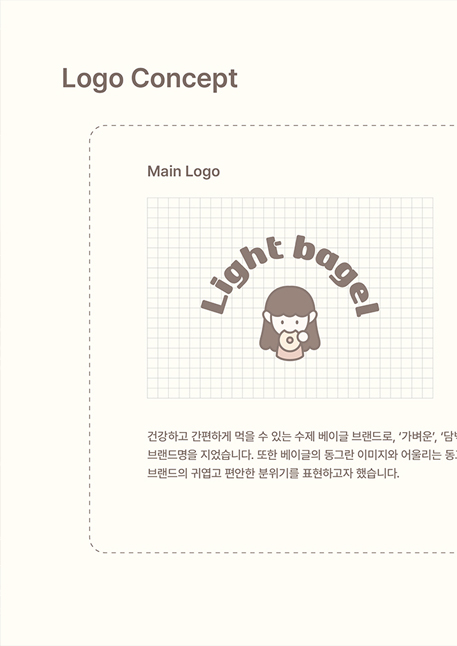 Logo Concept
Main Logo
Light bagel
건강하고 간편하게 먹을 수 있는 수제 베이글 브랜드로, ‘가벼운’,
브랜드명을 지었습니다. 또한 베이글의 동그란 이미지와 어울리는
브랜드의 귀엽고 편안한 분위기를 표현하고자 했습니다.